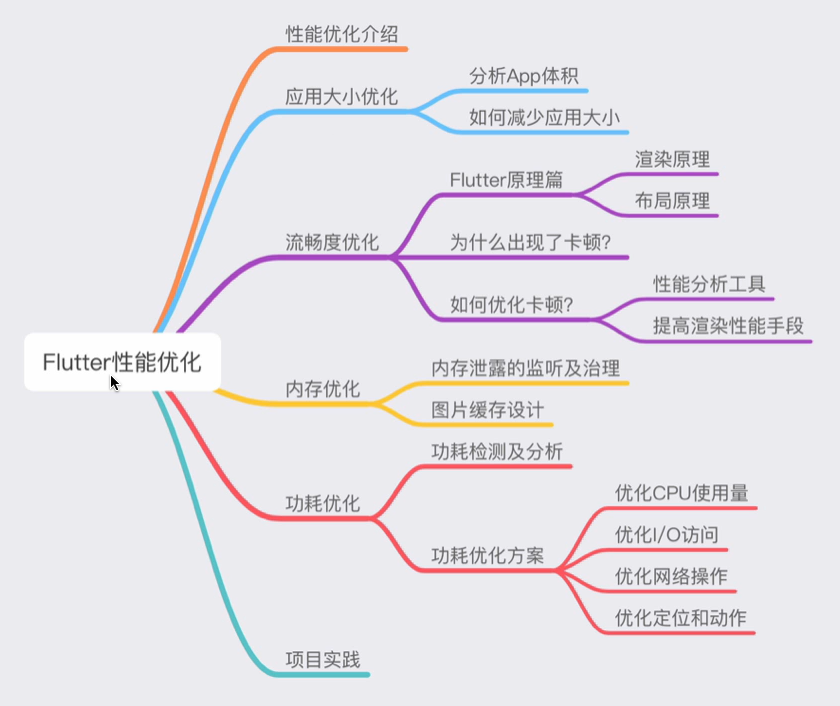 性能优化介绍
分析App体积
应用大小优化
如何减少应用大小
渲染原理
Flutter原理篇
布局原理
流畅度优化
为什么出现了卡顿?
性能分析工具
如何优化卡顿?
提高渲染性能手段
Flutter性能优化
内存泄露的监听及治理
内存优化
图片缓存设计
功耗检测及分析
优化CPU使用量
功耗优化
优化I/O访问
功耗优化方案
优化网络操作
优化定位和动作
项目实践